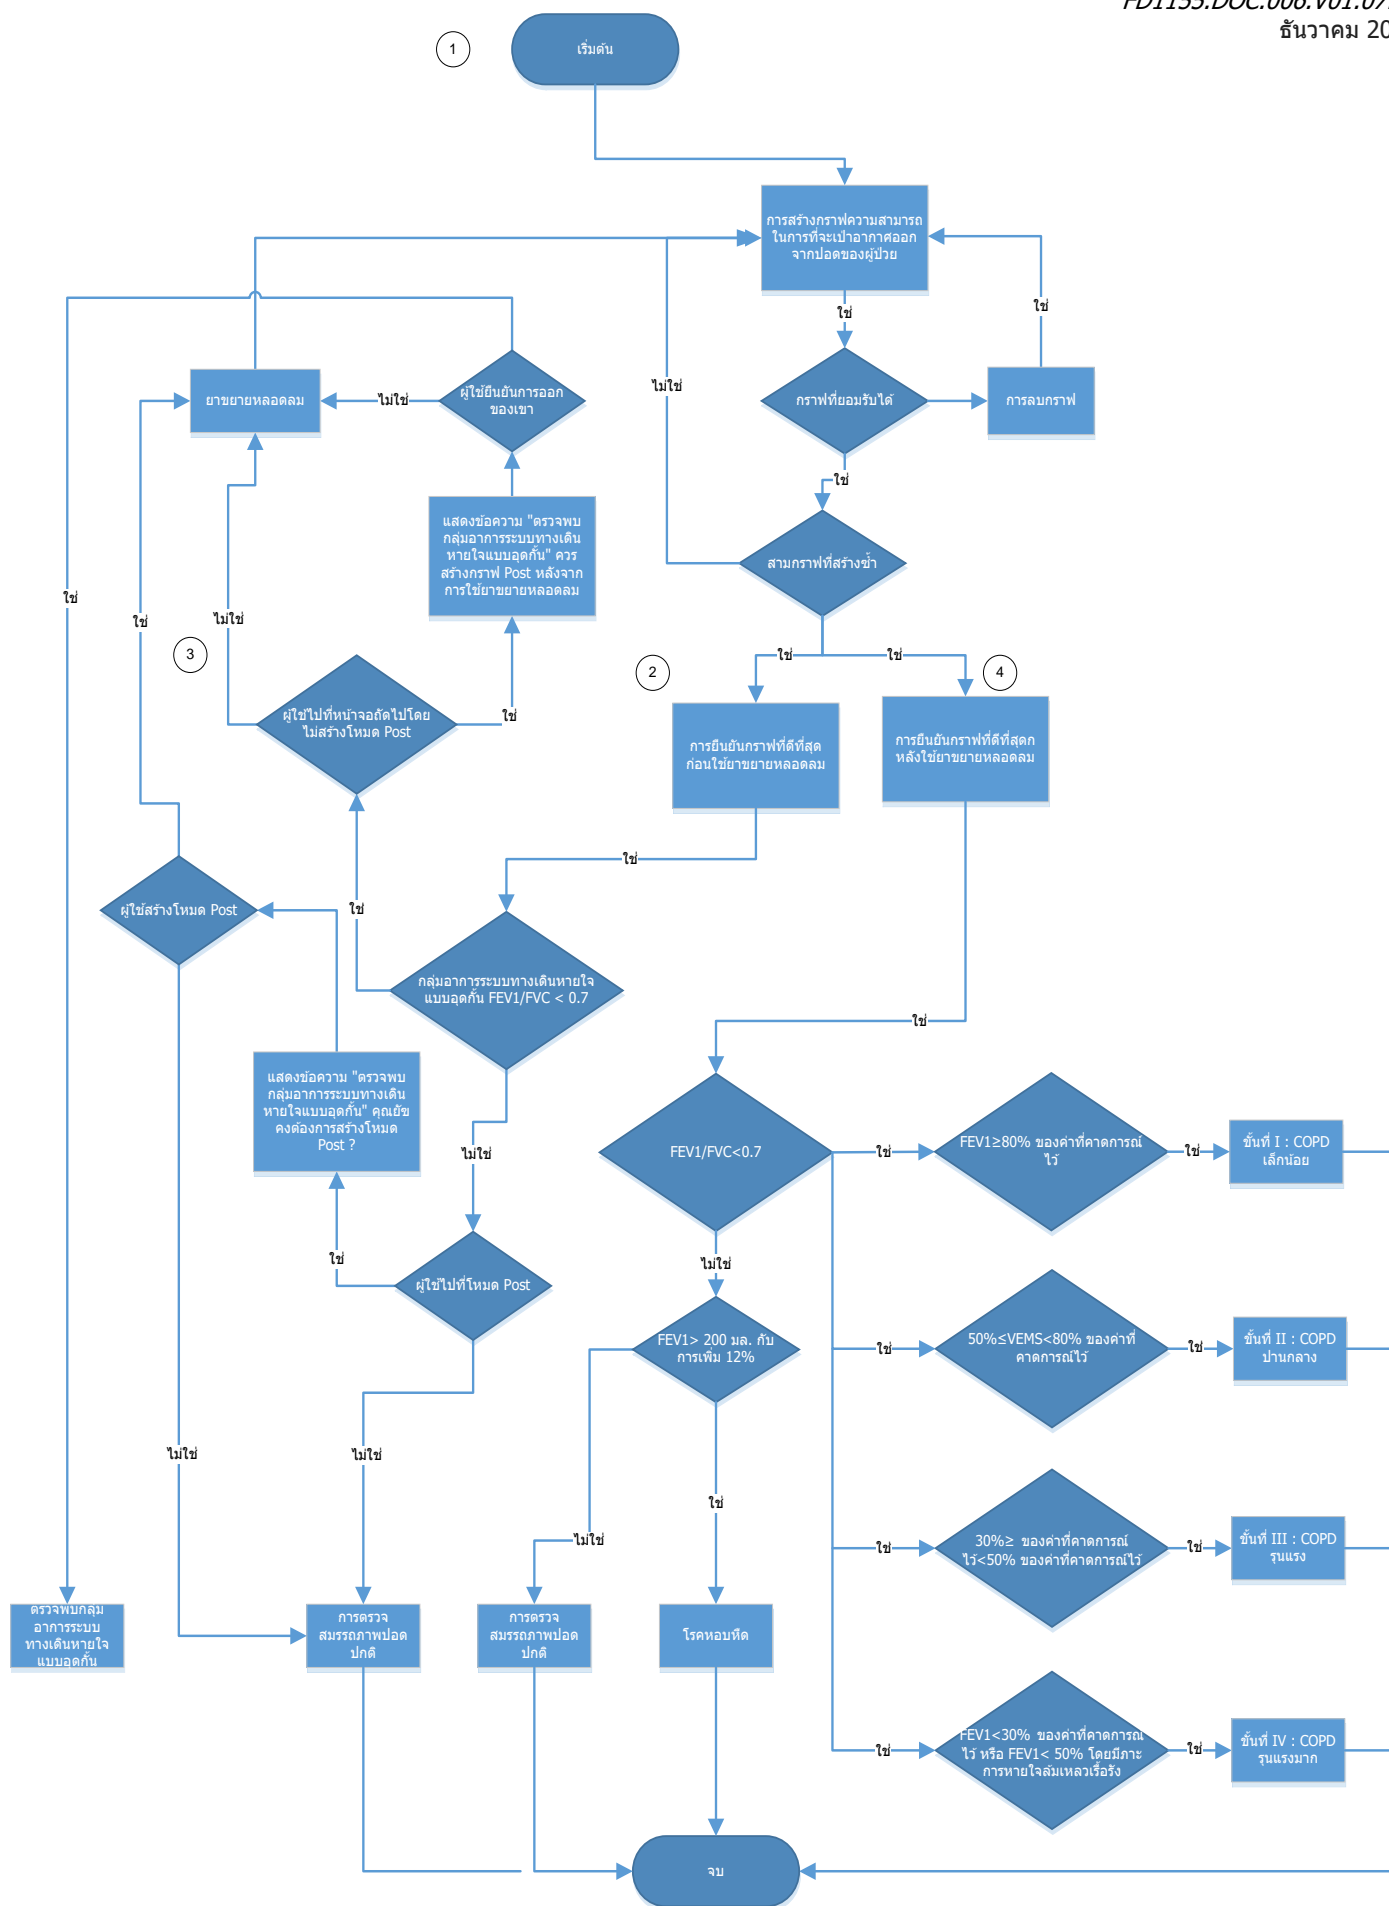 FD1155.DOC.006.V01.07
ธันวาคม 20
1
เริ่มต้น
การสร้างกราฟความสามารถ
ในการที่จะเป่าอากาศออก
จากปอดของผู้ป่วย
ใช่
ใช่
ยาขยายหลอดลม
ไม่ใช่
ผู้ใช้ยืนยันการออก
ของเขา
ไม่ใช่
กราฟที่ยอมรับได้
การลบกราฟ
ใช่
แสดงข้อความ "ตรวจพบ
กลุ่มอาการระบบทางเดิน
หายใจแบบอุดกั้น" ควร
สร้างกราฟ Post หลังจาก
การใช้ยาขยายหลอดลม
สามกราฟที่สร้างซ้ำ
ใช่
ใช่
ไม่ใช่
3
2
ใช่
ใช่
4
ผู้ใช้ไปที่หน้าจอถัดไปโดย
ไม่สร้างโหมด Post
ใช่
การยืนยันกราฟที่ดีที่สุด
ก่อนใช้ยาขยายหลอดลม
การยืนยันกราฟที่ดีที่สุดก
หลังใช้ยาขยายหลอดลม
ใช่
ผู้ใช้สร้างโหมด Post
ใช่
กลุ่มอาการระบบทางเดินหายใจ
แบบอุดกั้น FEV1/FVC < 0.7
ใช่
แสดงข้อความ "ตรวจพบ
กลุ่มอาการระบบทางเดิน
หายใจแบบอุดกั้น" คุณยัฃ
คงต้องการสร้างโหมด
Post ?
ไม่ใช่
FEV1/FVC<0.7
ใช่
FEV1≥80% ของค่าที่คาดการณ์
ไว้
ใช่
ขั้นที่ I : COPD
เล็กน้อย
ใช่
ไม่ใช่
ผู้ใช้ไปที่โหมด Post
FEV1> 200 มล. กับ
การเพิ่ม 12%
ใช่
50%≤VEMS<80% ของค่าที่
คาดการณ์ไว้
ใช่
ขั้นที่ II : COPD
ปานกลาง
ไม่ใช่
ไม่ใช่
ใช่
ไม่ใช่
ใช่
30%≥ ของค่าที่คาดการณ์
ไว้<50% ของค่าที่คาดการณ์ไว้
ใช่
ขั้นที่ III : COPD
รุนแรง
ตรวจพบกลุ่ม
อาการระบบ
ทางเดินหายใจ
แบบอุดกั้น
การตรวจ
สมรรถภาพปอด
ปกติ
การตรวจ
สมรรถภาพปอด
ปกติ
โรคหอบหืด
ใช่
FEV1<30% ของค่าที่คาดการณ์
ไว้ หรือ FEV1< 50% โดยมีภาะ
การหายใจล้มเหลวเรื้อรัง
ใช่
ขั้นที่ IV : COPD
รุนแรงมาก
จบ